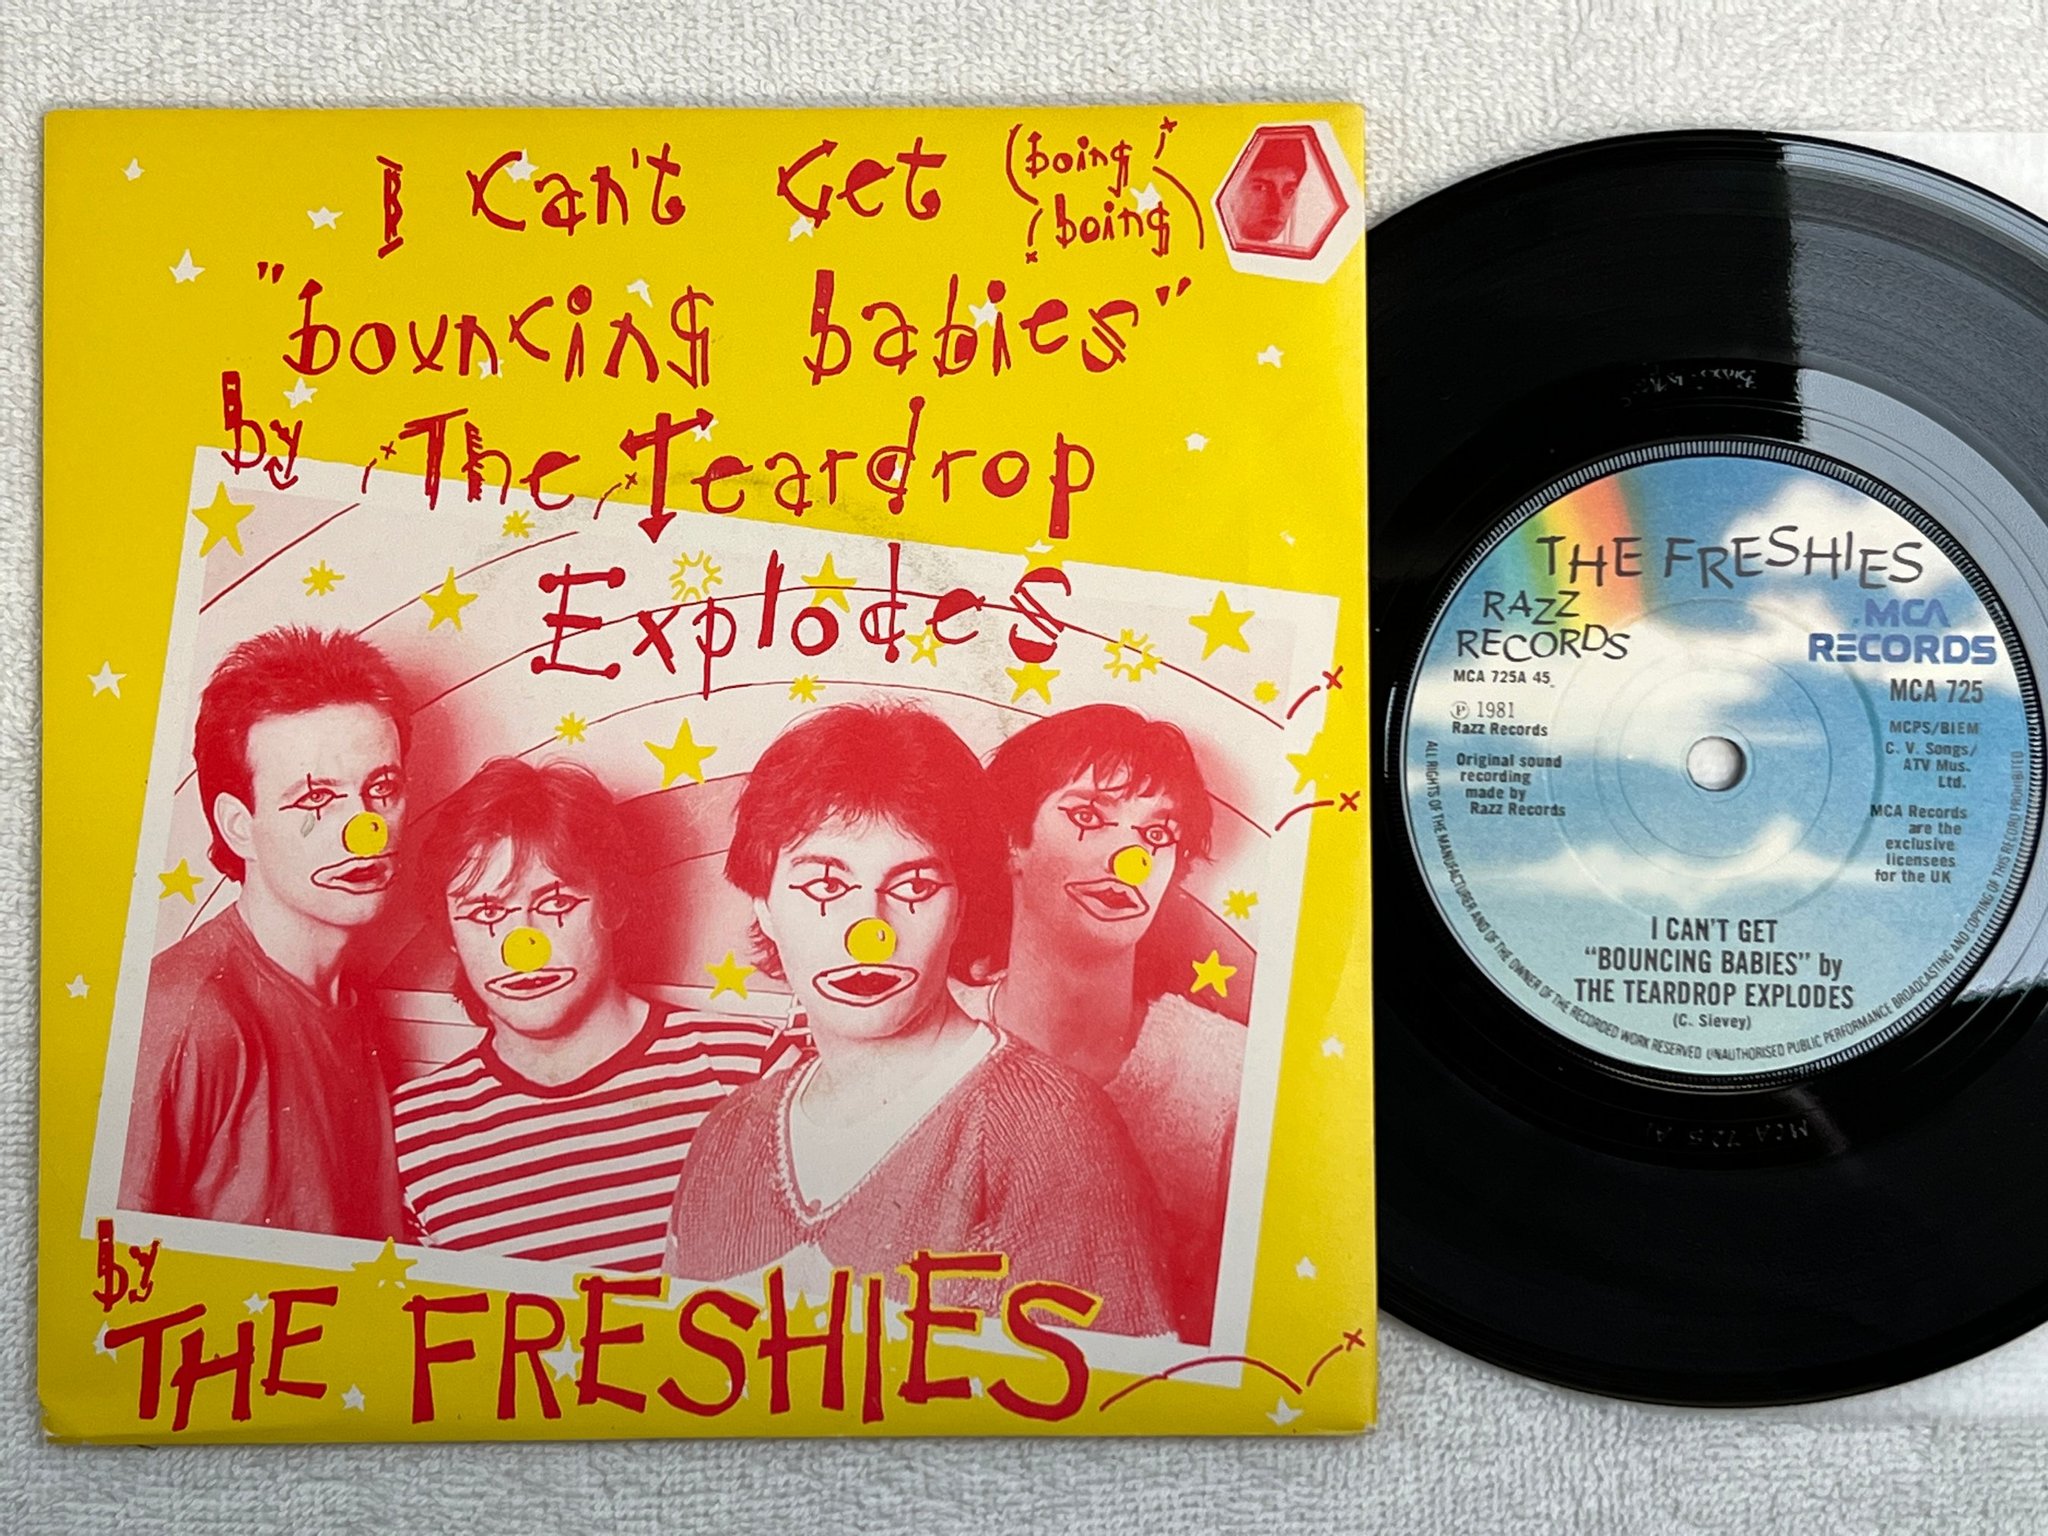 I can't get (boing!
boing!)
"bouncing babies"
by The Teardrop
Explodes
by
THE FRESHIES
THE FRESHIES
RAZZ
RECORDS
MCA 725A 45
Ⓟ 1981
Razz Records
Original sound
recording
made by
Razz Records
MCA
RECORDS
MCA 725
MCPS/BIEM
C. V. Songs/
ATV Mus.
Ltd.
MCA Records
are the
exclusive
licensees
for the UK
I CAN'T GET
"BOUNCING BABIES" by
THE TEARDROP EXPLODES
(C. Sievey)
ALL RIGHTS OF THE MANUFACTURER AND OF THE OWNER OF THE RECORDED WORK RESERVED UNAUTHORISED PUBLIC PERFORMANCE BROADCASTING AND COPYING OF THIS RECORD PROHIBITED
MCA 725 A1